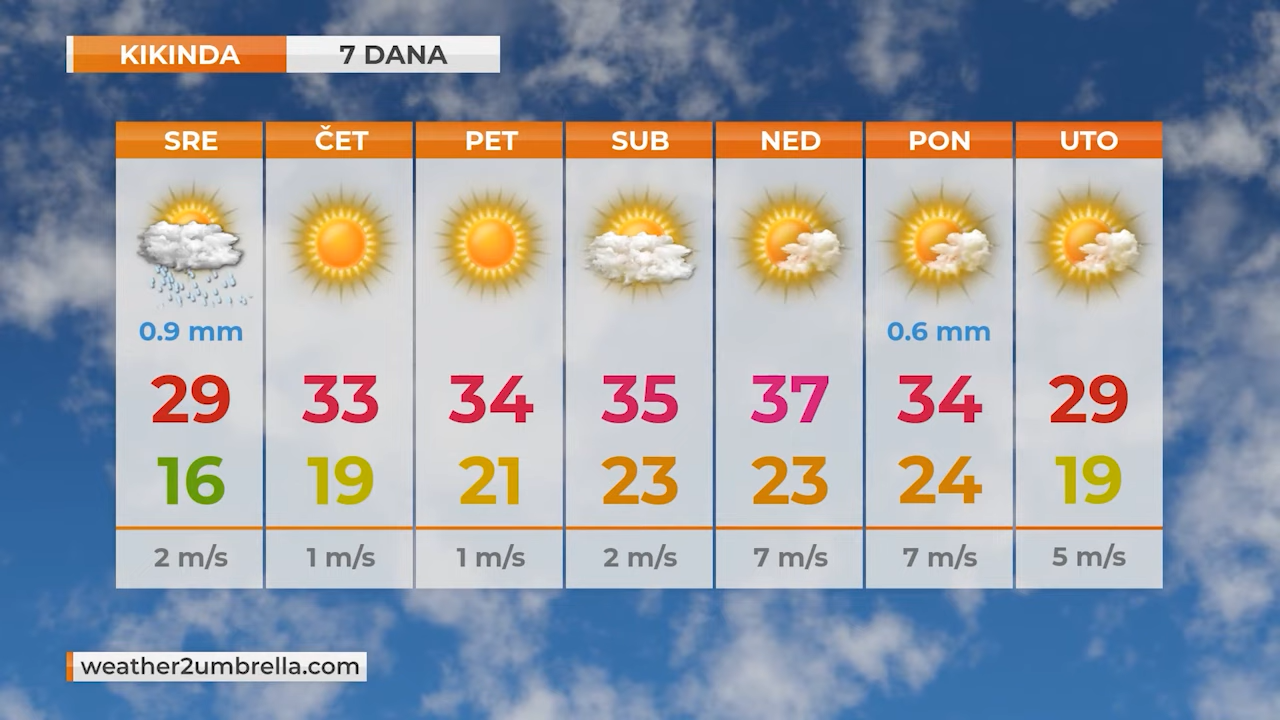 KIKINDA 7 DANA
SRE ČET PET SUB NED PON UTO
0.9 mm 0.6 mm
29 33 34 35 37 34 29
16 19 21 23 23 24 19
2 m/s 1 m/s 1 m/s 2 m/s 7 m/s 7 m/s 5 m/s
weather2umbrella.com